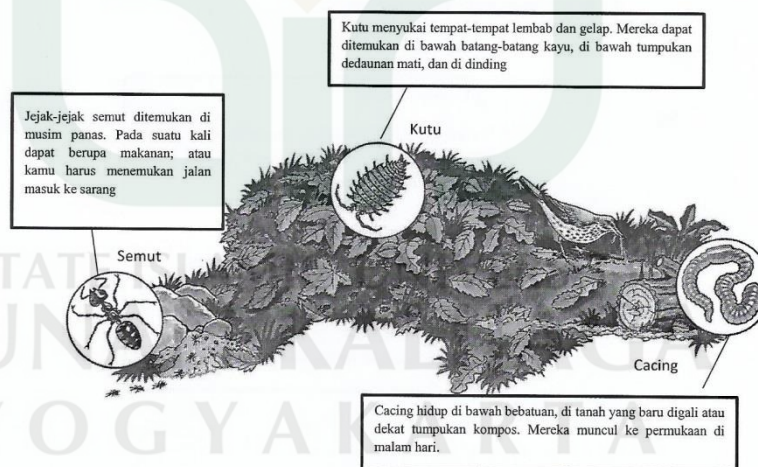 Kutu menyukai tempat-tempat lembab dan gelap. Mereka dapat
ditemukan di bawah batang-batang kayu, di bawah tumpukan
dedaunan mati, dan di dinding
Jejak-jejak semut ditemukan di
musim panas. Pada suatu kali
dapat berupa makanan; atau
kamu harus menemukan jalan
masuk ke sarang
Kutu
Semut
Cacing
Cacing hidup di bawah bebatuan, di tanah yang baru digali atau
dekat tumpukan kompos. Mereka muncul ke permukaan di
malam hari.
YOGYAKARTA